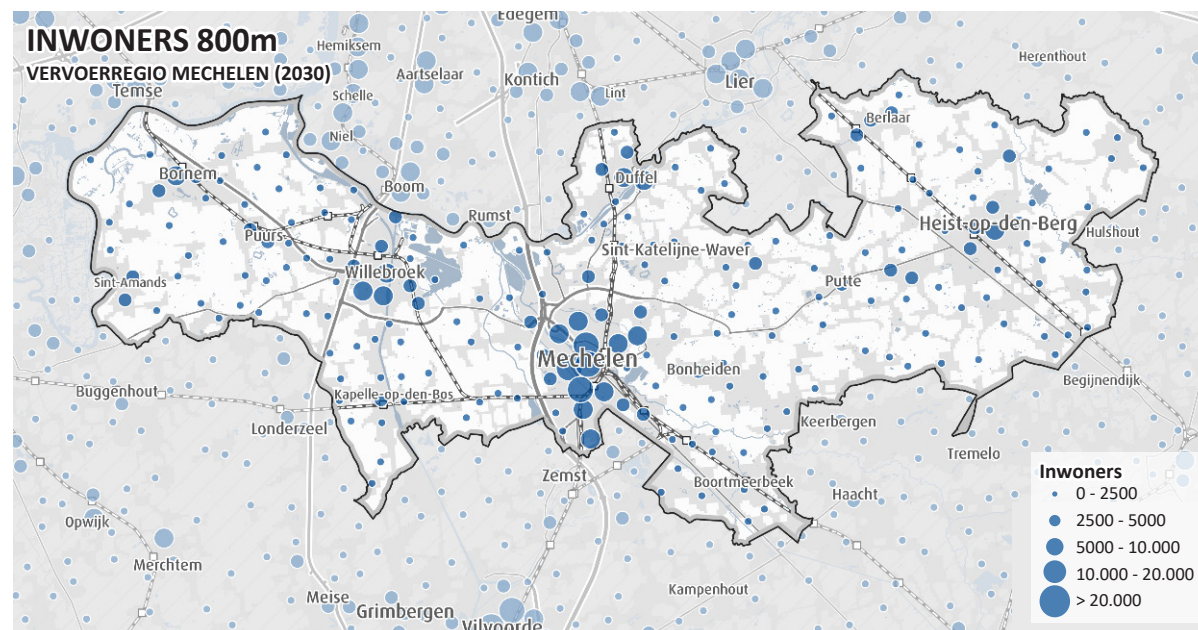 INWONERS 800m
VERVOERREGIO MECHELEN (2030)
Edegem
Hemiksem
Aartselaar
Kontich
Lier
Herenthout
Temse
Schelle
Lint
Niel
Berlaar
Bornem
Boom
Duffel
Rumst
Heist-op-den-Berg
Hulshout
Puurs
Sint-Katelijne-Waver
Willebroek
Putte
Sint-Amands
Mechelen
Bonheiden
Begijnendijk
Buggenhout
Kapelle-op-den-Bos
Londerzeel
Keerbergen
Tremelo
Zemst
Boortmeerbeek
Haacht
Opwijk
Merchtem
Kampenhout
Meise
Grimbergen
Vilvoorde
Inwoners
0 - 2500
2500 - 5000
5000 - 10.000
10.000 - 20.000
> 20.000